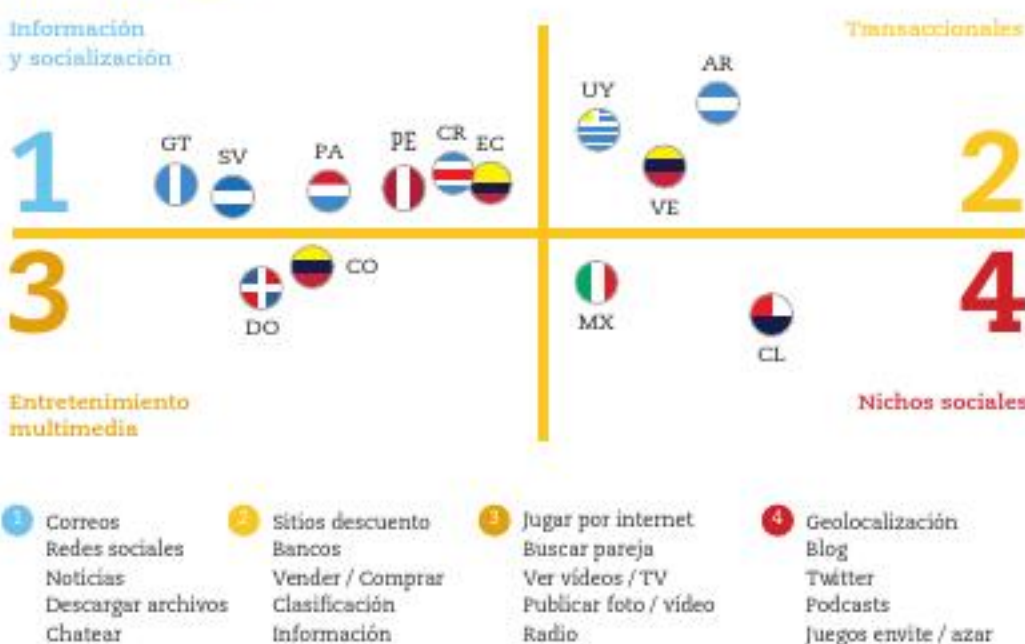 Información
y socialización
Transaccionales
1
2
GT
SV
PA
PE
CR
EC
UY
AR
VE
3
4
CO
DO
MX
CL
Entretenimiento
multimedia
Nichos sociales
1
Correos
Redes sociales
Noticias
Descargar archivos
Chatear
2
Sitios descuento
Bancos
Vender / Comprar
Clasificación
Información
3
Jugar por internet
Buscar pareja
Ver vídeos / TV
Publicar foto / vídeo
Radio
4
Geolocalización
Blog
Twitter
Podcasts
Juegos envite / azar